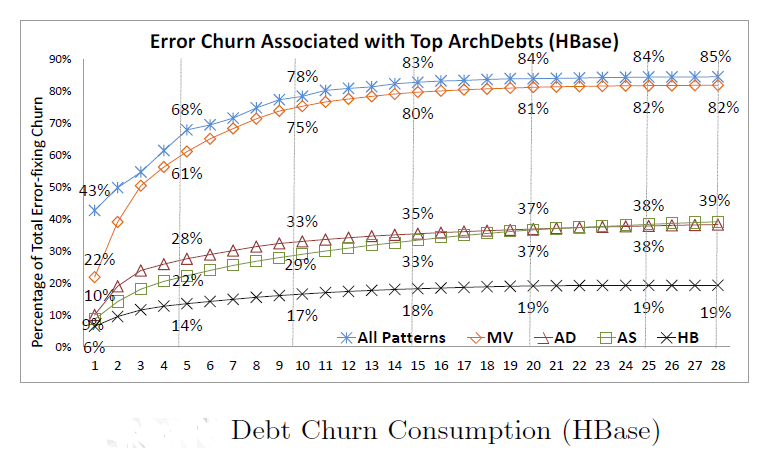 Error Churn Associated with Top ArchDebts (HBase)
Percentage of Total Error-fixing Churn
90%
80%
70%
60%
50%
40%
30%
20%
10%
0%
43% 68% 78% 83% 84% 84% 85%
22% 61% 75% 80% 81% 82% 82%
10% 28% 33% 35% 37% 38% 39%
9% 22% 29% 33% 37% 38%
6% 14% 17% 18% 19% 19% 19%
All Patterns MV AD AS HB
1 2 3 4 5 6 7 8 9 10 11 12 13 14 15 16 17 18 19 20 21 22 23 24 25 26 27 28
Debt Churn Consumption (HBase)